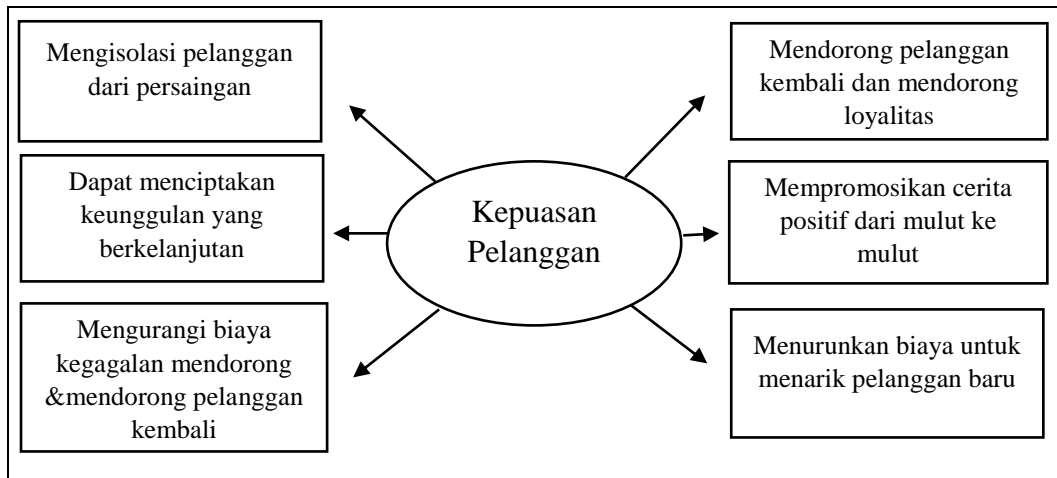 Mengisolasi pelanggan
dari persaingan
Dapat menciptakan
keunggulan yang
berkelanjutan
Mengurangi biaya
kegagalan mendorong
&mendorong pelanggan
kembali
Kepuasan
Pelanggan
Mendorong pelanggan
kembali dan mendorong
loyalitas
Mempromosikan cerita
positif dari mulut ke
mulut
Menurunkan biaya untuk
menarik pelanggan baru